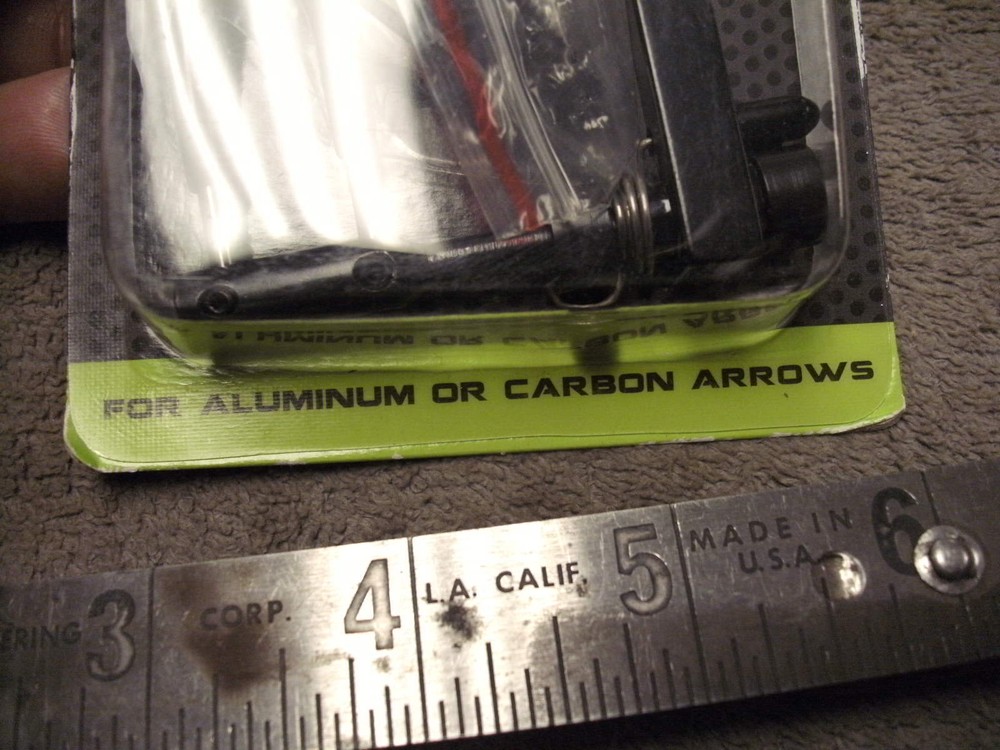 FOR ALUMINUM OR CARBON ARROWS
ERING 3 CORP. 4 L.A. CALIF. 5 MADE IN 6
U.S.A.